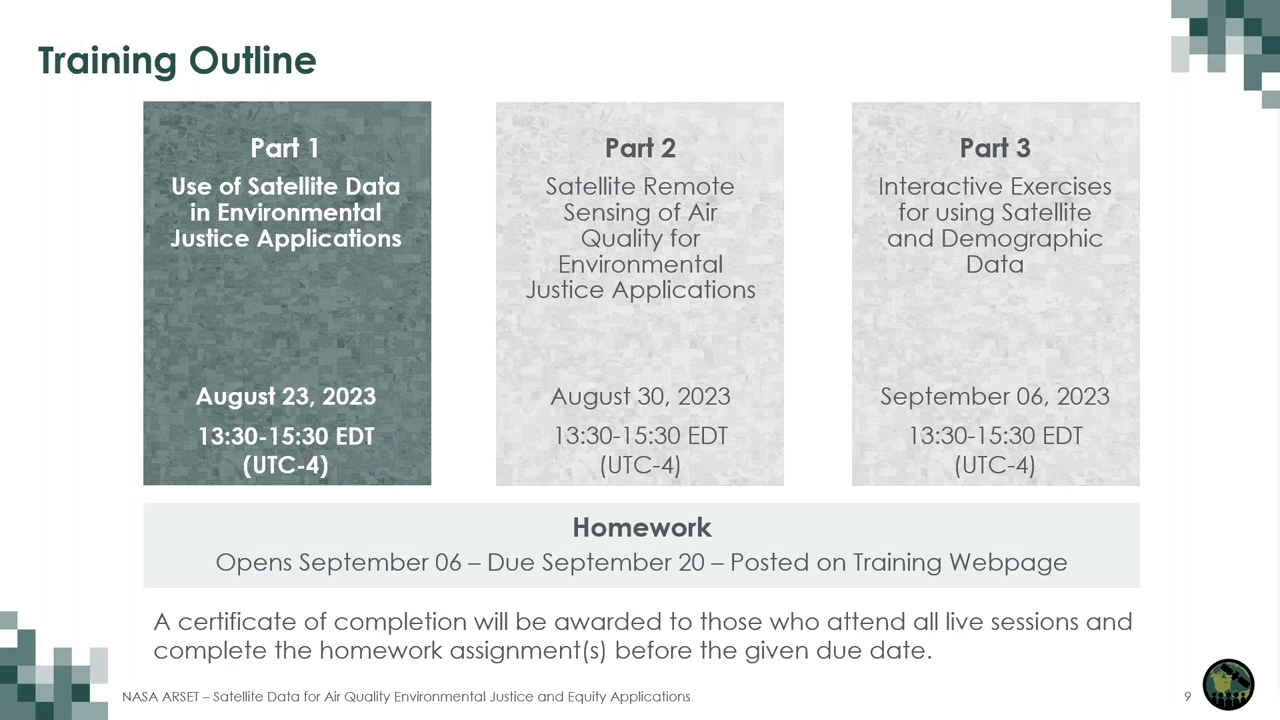 Training Outline
Part 1
Use of Satellite Data
in Environmental
Justice Applications
August 23, 2023
13:30-15:30 EDT
(UTC-4)
Part 2
Satellite Remote
Sensing of Air
Quality for
Environmental
Justice Applications
August 30, 2023
13:30-15:30 EDT
(UTC-4)
Part 3
Interactive Exercises
for using Satellite
and Demographic
Data
September 06, 2023
13:30-15:30 EDT
(UTC-4)
Homework
Opens September 06 – Due September 20 – Posted on Training Webpage
A certificate of completion will be awarded to those who attend all live sessions and
complete the homework assignment(s) before the given due date.
NASA ARSET – Satellite Data for Air Quality Environmental Justice and Equity Applications
9